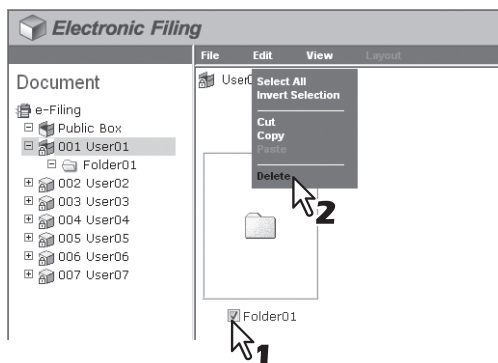 Electronic Filing
File Edit View Layout
Document
e-Filing
Public Box
001 User01
Folder01
002 User02
003 User03
004 User04
005 User05
006 User06
007 User07
User0
Select All
Invert Selection
Cut
Copy
Paste
Delete
2
Folder01
1